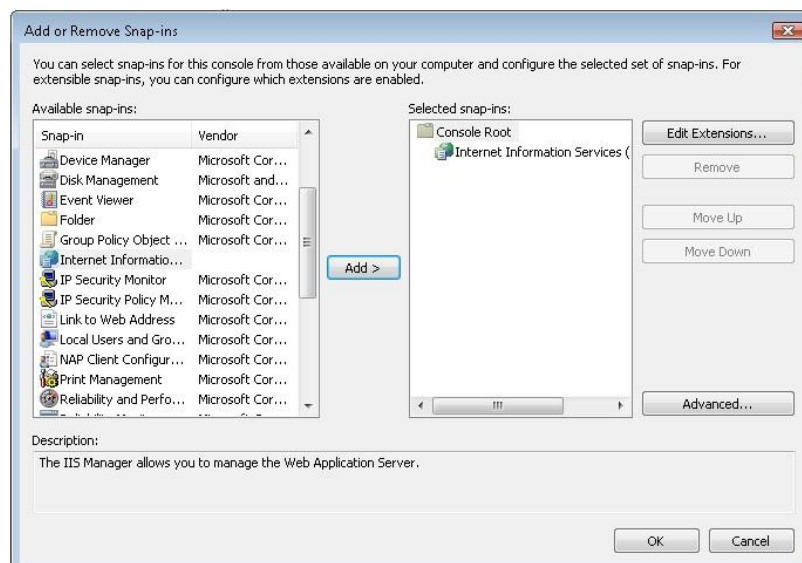 Add or Remove Snap-ins
You can select snap-ins for this console from those available on your computer and configure the selected set of snap-ins. For
extensible snap-ins, you can configure which extensions are enabled.
Available snap-ins:
Snap-in Vendor
Device Manager Microsoft Cor...
Disk Management Microsoft and...
Event Viewer Microsoft Cor...
Folder Microsoft Cor...
Group Policy Object ... Microsoft Cor...
Internet Informatio...
IP Security Monitor Microsoft Cor...
IP Security Policy M... Microsoft Cor...
Link to Web Address Microsoft Cor...
Local Users and Gro... Microsoft Cor...
NAP Client Configur... Microsoft Cor...
Print Management Microsoft Cor...
Reliability and Perfo... Microsoft Cor...
Add >
Selected snap-ins:
Console Root
Internet Information Services (
Edit Extensions...
Remove
Move Up
Move Down
Advanced...
Description:
The IIS Manager allows you to manage the Web Application Server.
OK
Cancel